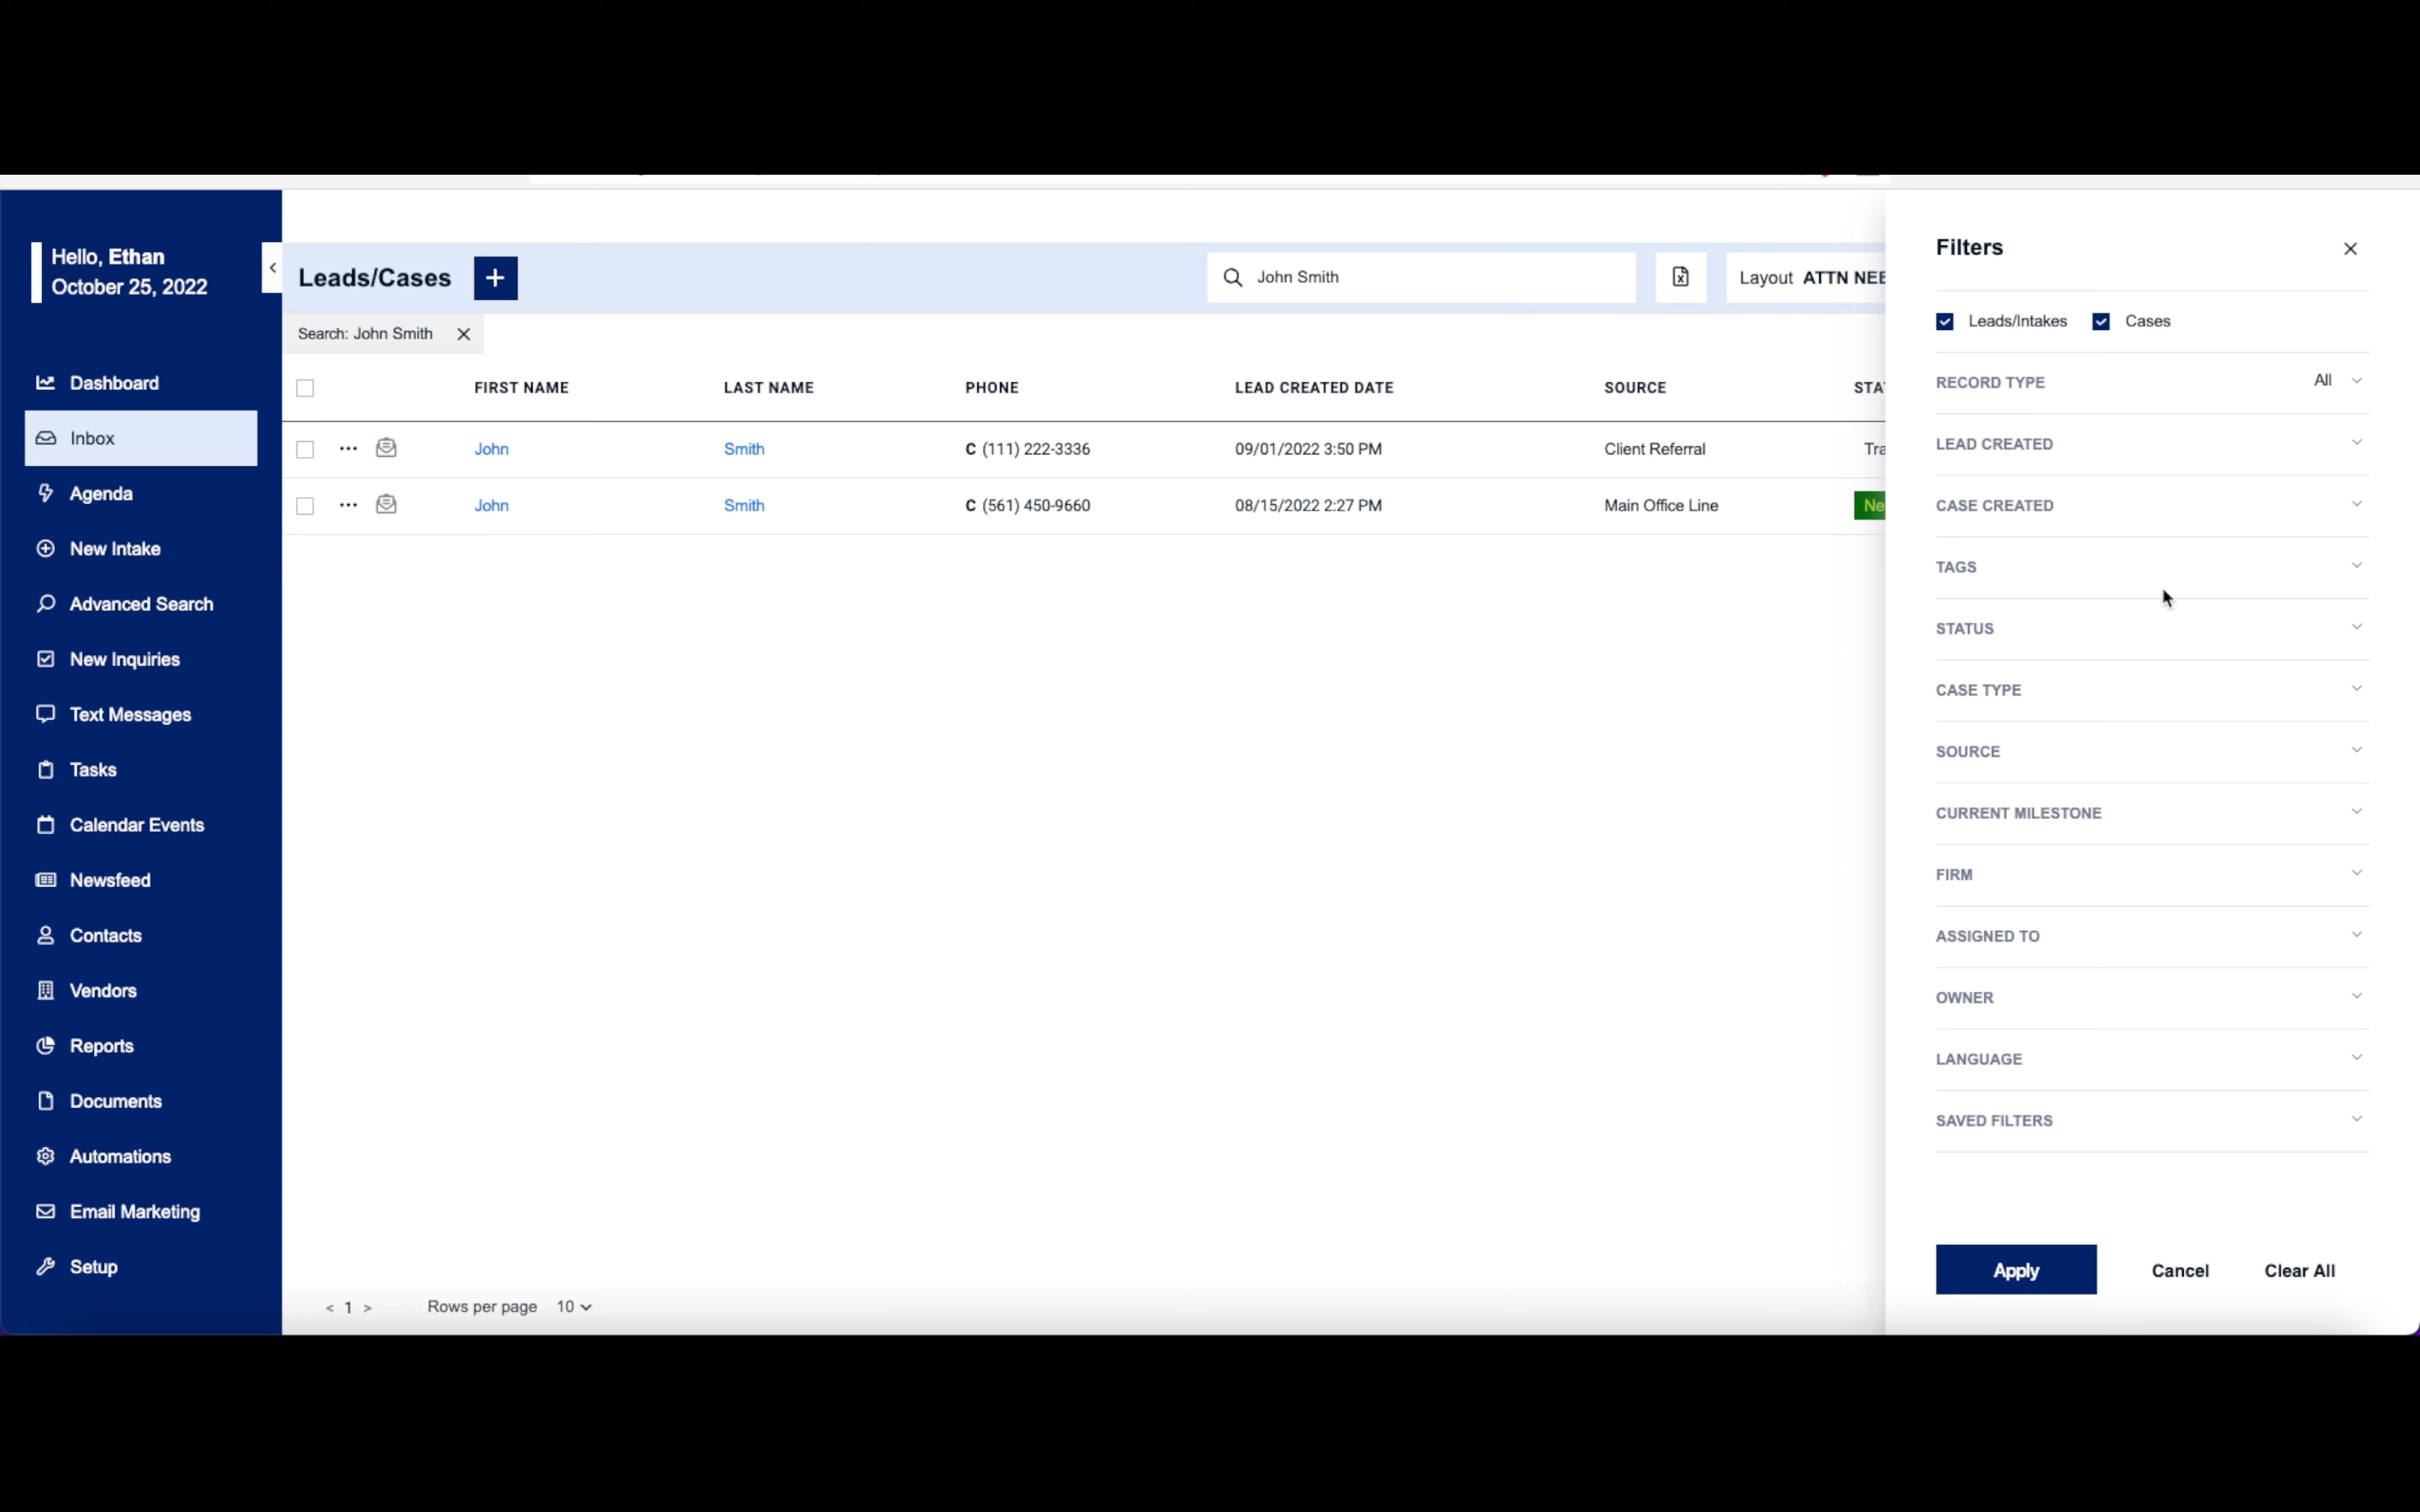 Hello, Ethan
October 25, 2022
Dashboard
Inbox
Agenda
New Intake
Advanced Search
New Inquiries
Text Messages
Tasks
Calendar Events
Newsfeed
Contacts
Vendors
Reports
Documents
Automations
Email Marketing
Setup
Leads/Cases
John Smith
Layout ATTN NEE
Search: John Smith
FIRST NAME LAST NAME PHONE LEAD CREATED DATE SOURCE STA
John Smith C (111) 222-3336 09/01/2022 3:50 PM Client Referral Tra
John Smith C (561) 450-9660 08/15/2022 2:27 PM Main Office Line Ne
< 1 > Rows per page 10
Filters
Leads/Intakes Cases
RECORD TYPE All
LEAD CREATED
CASE CREATED
TAGS
STATUS
CASE TYPE
SOURCE
CURRENT MILESTONE
FIRM
ASSIGNED TO
OWNER
LANGUAGE
SAVED FILTERS
Apply Cancel Clear All